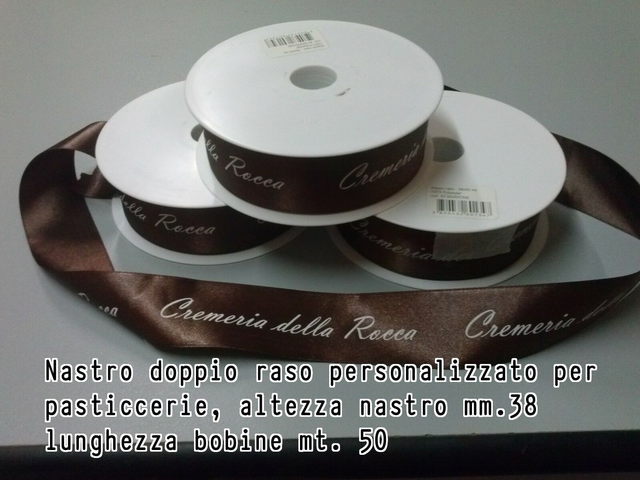 della Rocca Cremeria
della Rocca
Cremeria della
Rocca Cremeria della Rocca Cremeria
Nastro doppio raso personalizzato per
pasticcerie, altezza nastro mm.38
lunghezza bobine mt. 50